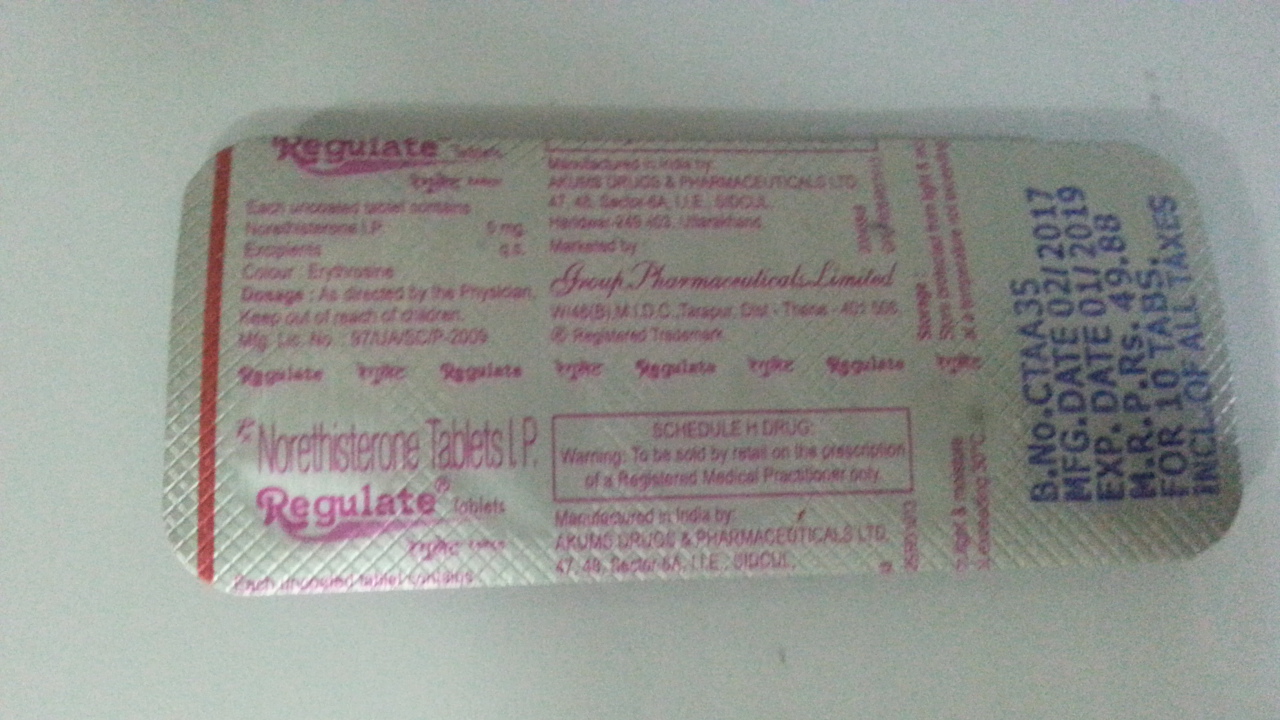 Regulate Tablets
रेगुलेट
Each uncoated tablet contains
Norethisterone I.P. 5 mg
Excipients q.s.
Colour : Erythrosine
Dosage : As directed by the Physician.
Keep out of reach of children.
Mfg. Lic. No. : 97/UA/SC/P-2009
Manufactured in India by:
AKUMS DRUGS & PHARMACEUTICALS LTD.
47, 48, Sector-6A, I.I.E., SIDCUL,
Haridwar-249 403, Uttarakhand
Marketed by:
Group Pharmaceuticals Limited
W/46(B),M.I.D.C.,Tarapur, Dist - Thane - 401 506
® Registered Trademark
Storage :
Store protected from light &
at a temperature not exceeding
Regulate रेगुलेट Regulate रेगुलेट Regulate रेगुलेट Regulate रेगुलेट
Rx Norethisterone Tablets I.P.
Regulate® Tablets
रेगुलेट
Each uncoated tablet contains
SCHEDULE H DRUG:
Warning: To be sold by retail on the prescription
of a Registered Medical Practitioner only.
Manufactured in India by:
AKUMS DRUGS & PHARMACEUTICALS LTD.
47, 48, Sector-6A, I.I.E., SIDCUL,
light & moisture
exceeding 30°C.
B.No.CTAA35
MFG.DATE 02/2017
EXP. DATE 01/2019
M.R.P.Rs. 49.88
FOR 10 TABS.
INCL.OF ALL TAXES